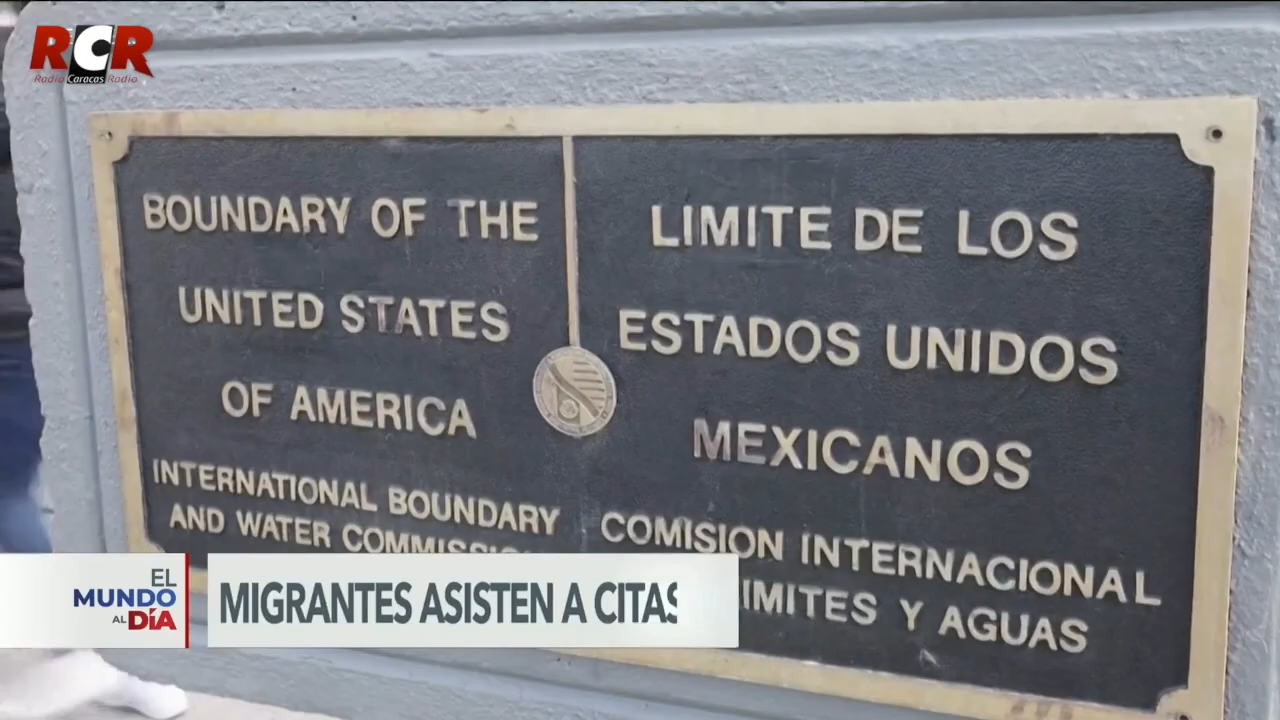 RCR
Radio Caracas Radio
BOUNDARY OF THE
UNITED STATES
OF AMERICA
INTERNATIONAL BOUNDARY
AND WATER
LIMITE DE LOS
ESTADOS UNIDOS
MEXICANOS
COMISION INTERNACIONAL
Y AGUAS
EL
MUNDO
AL DÍA
MIGRANTES ASISTEN A CITAS